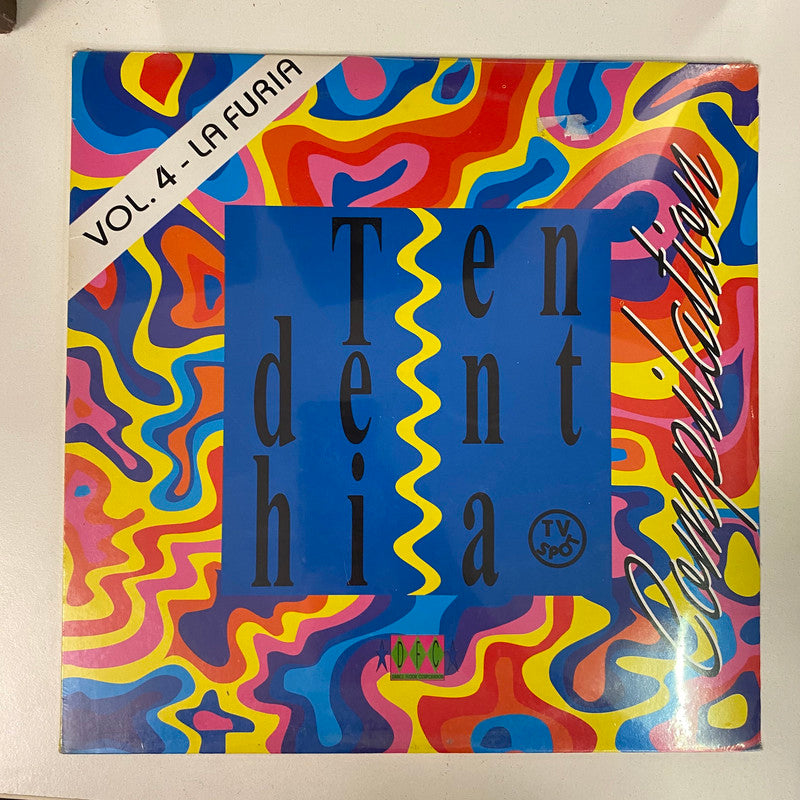 VOL. 4 - LA FURIA
Ten
dent
hia
TV
SPOT
Compilation
DFC
DANCE FLOOR CORPORATION